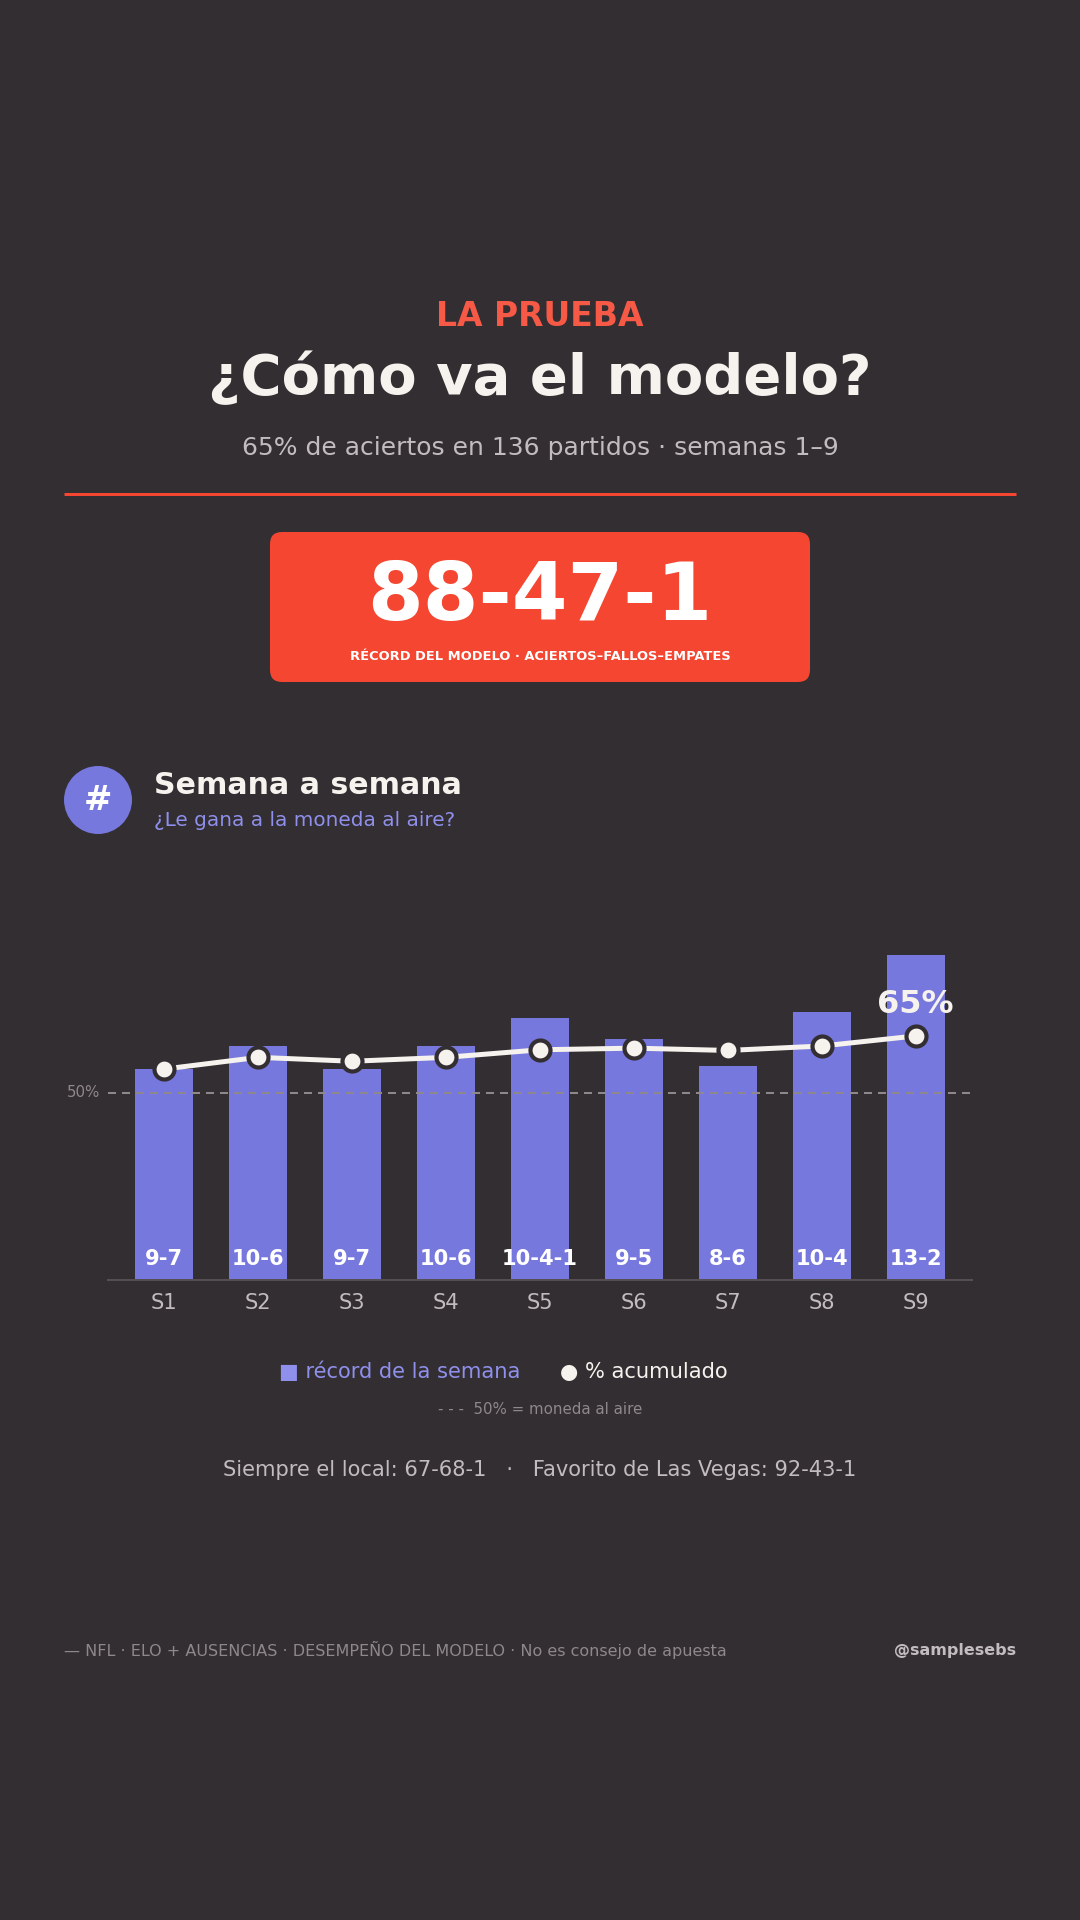 LA PRUEBA
¿Cómo va el modelo?
65% de aciertos en 136 partidos · semanas 1–9
88-47-1
RÉCORD DEL MODELO · ACIERTOS–FALLOS–EMPATES
#
Semana a semana
¿Le gana a la moneda al aire?
65%
50%
9-7 10-6 9-7 10-6 10-4-1 9-5 8-6 10-4 13-2
S1 S2 S3 S4 S5 S6 S7 S8 S9
■ récord de la semana ● % acumulado
- - - 50% = moneda al aire
Siempre el local: 67-68-1 · Favorito de Las Vegas: 92-43-1
— NFL · ELO + AUSENCIAS · DESEMPEÑO DEL MODELO · No es consejo de apuesta @samplesebs